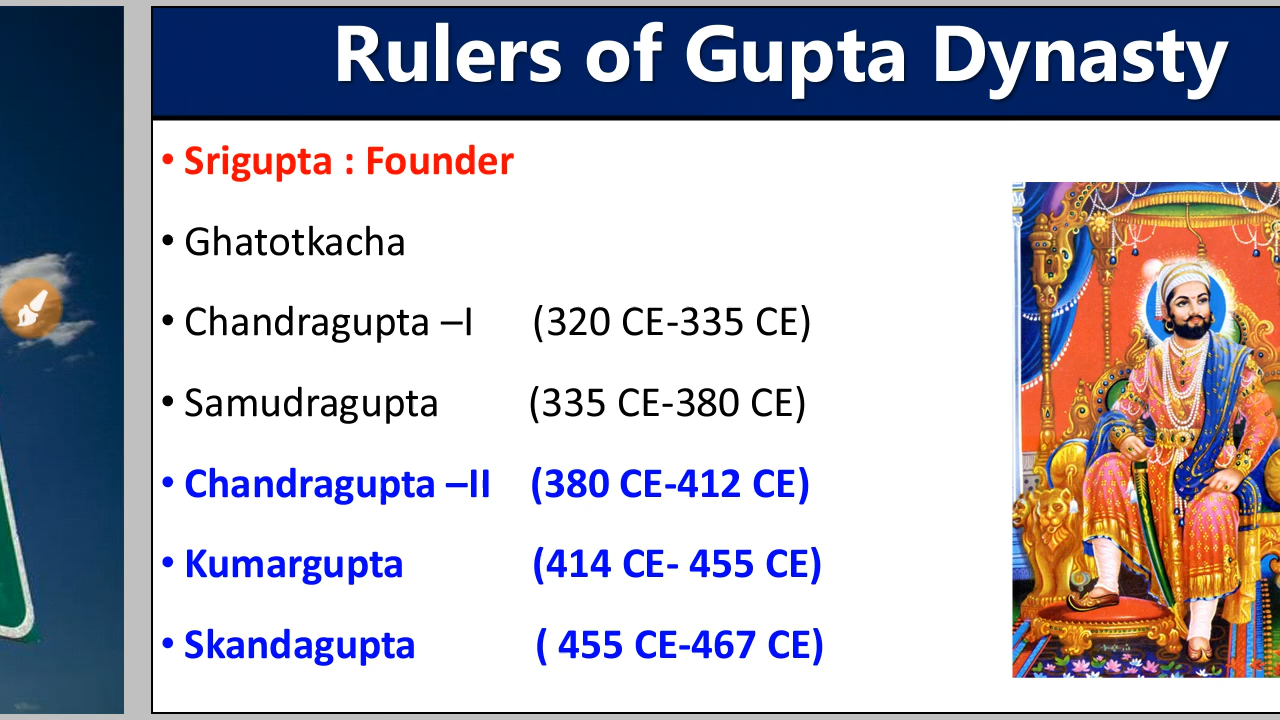 Rulers of Gupta Dynasty
• Srigupta : Founder
• Ghatotkacha
• Chandragupta –I (320 CE-335 CE)
• Samudragupta (335 CE-380 CE)
• Chandragupta –II (380 CE-412 CE)
• Kumargupta (414 CE- 455 CE)
• Skandagupta ( 455 CE-467 CE)